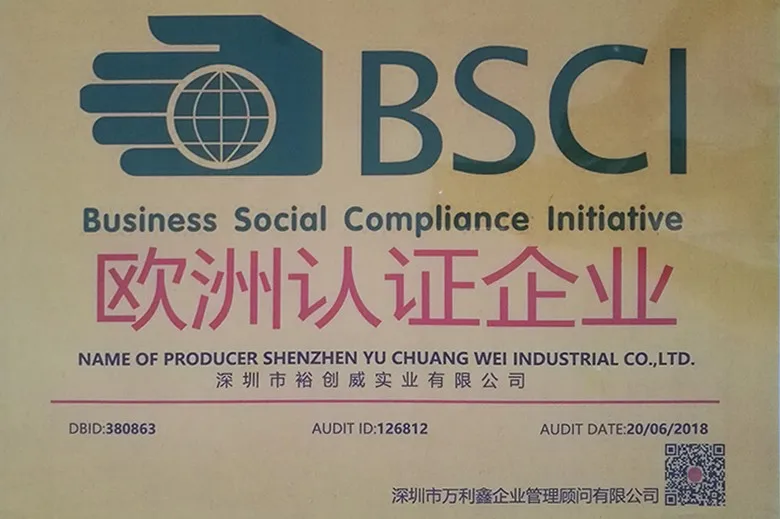 BSCI
Business Social Compliance Initiative
欧洲认证企业
NAME OF PRODUCER SHENZHEN YU CHUANG WEI INDUSTRIAL CO.,LTD.
深圳市裕创威实业有限公司
DBID:380863 AUDIT ID:126812 AUDIT DATE:20/06/2018
深圳市万利鑫企业管理顾问有限公司